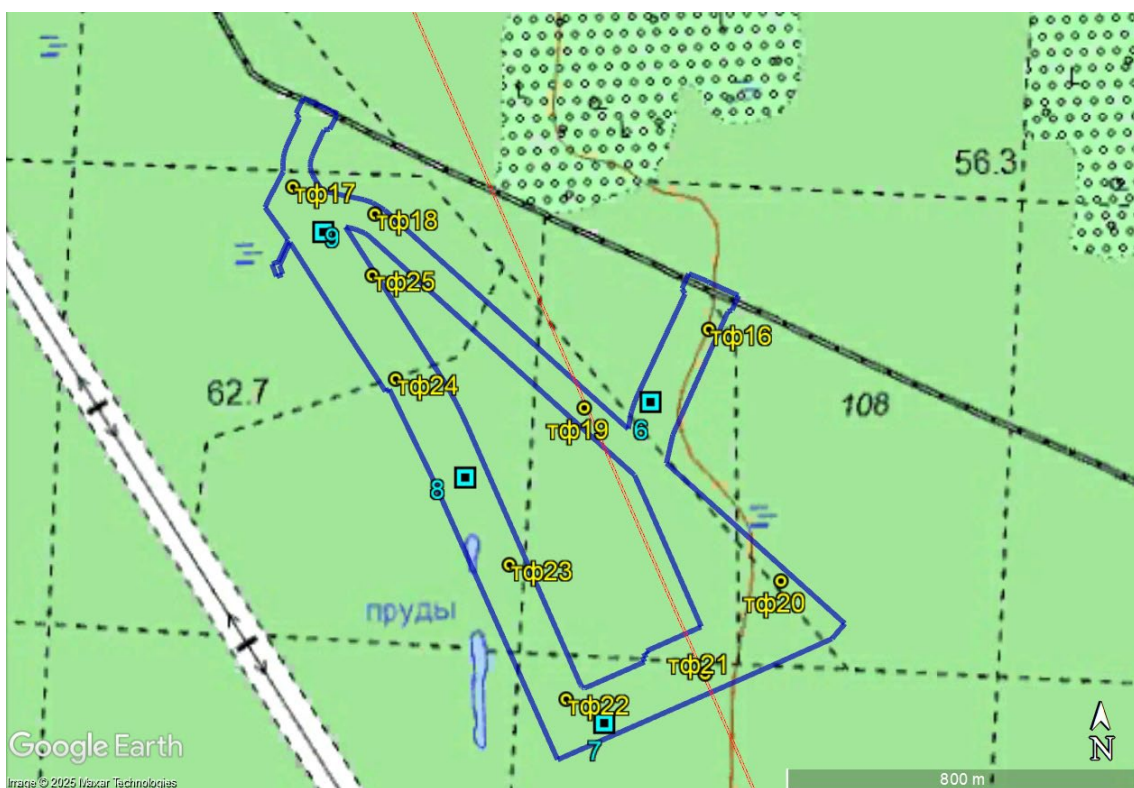 56.3
тф17
тф18
9
тф25
тф16
62.7
тф24
108
тф19
6
8
тф23
пруды
тф20
тф21
тф22
7
Google Earth
N
Image © 2025 Maxar Technologies
800 m